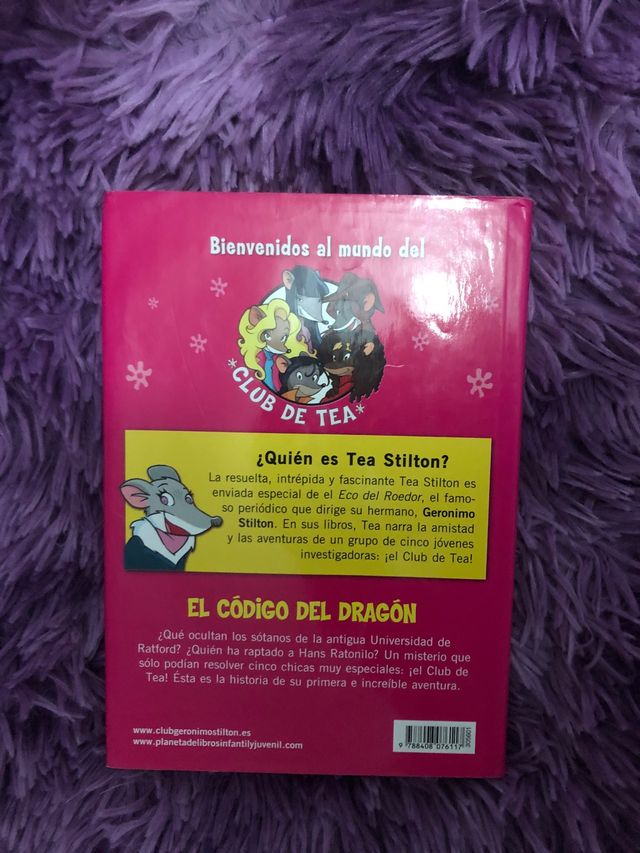 Bienvenidos al mundo del
*CLUB DE TEA*
¿Quién es Tea Stilton?
La resuelta, intrépida y fascinante Tea Stilton es
enviada especial de el Eco del Roedor, el famo-
so periódico que dirige su hermano, Geronimo
Stilton. En sus libros, Tea narra la amistad
y las aventuras de un grupo de cinco jóvenes
investigadoras: ¡el Club de Tea!
EL CÓDIGO DEL DRAGÓN
¿Qué ocultan los sótanos de la antigua Universidad de
Ratford? ¿Quién ha raptado a Hans Ratonilo? Un misterio que
sólo podían resolver cinco chicas muy especiales: ¡el Club de
Tea! Ésta es la historia de su primera e increíble aventura.
www.clubgeronimostilton.es
www.planetadelibrosinfantilyjuvenil.com
9 788408 076117
305901